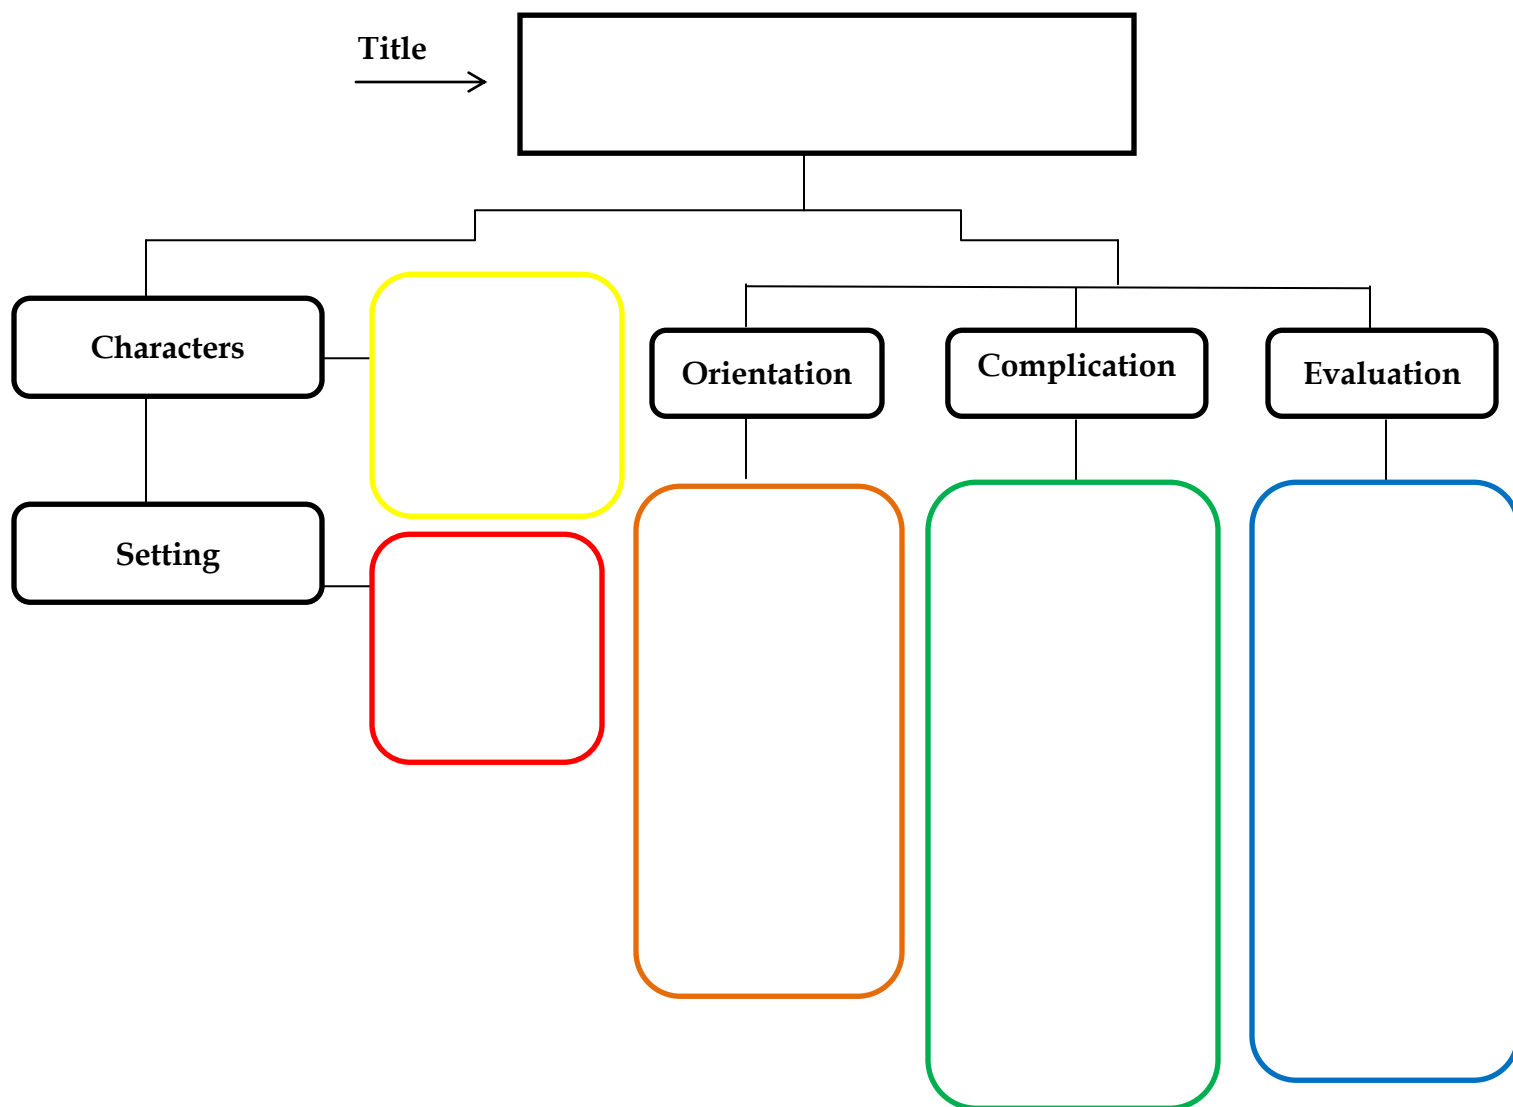 Title
Characters
Orientation
Complication
Evaluation
Setting